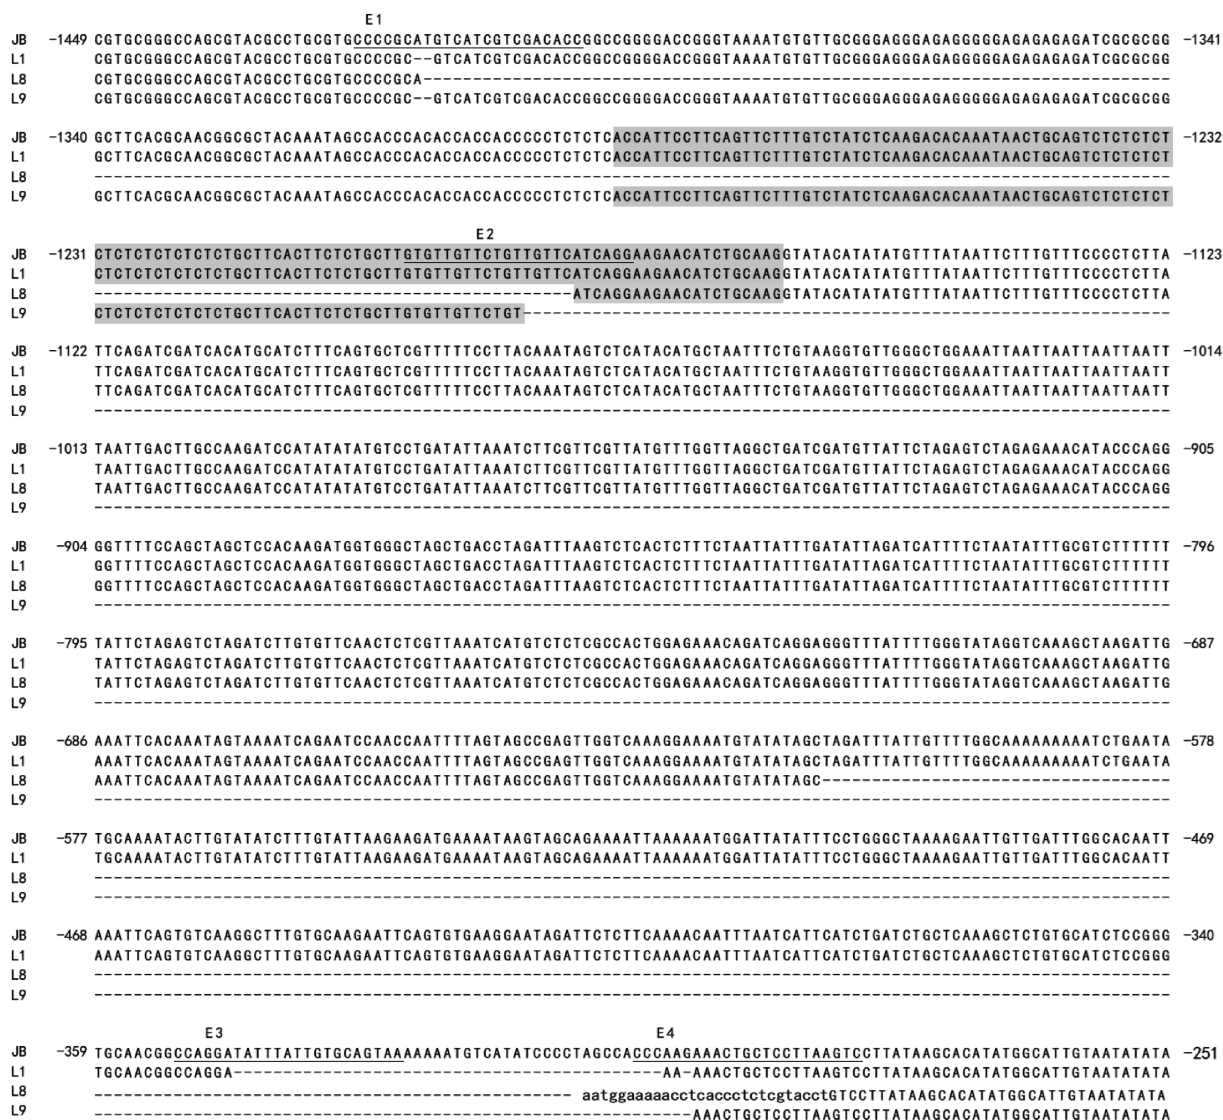 E1
JB -1449 CGTGCGGGCCAGCGTACGCCTGCGTGCCCCGCATGTCATCGTCGACACCGGCCGGGGACCGGGTAAAATGTGTTGCGGGAGGGAGAGGGGGAGAGAGAGATCGCGCGG -1341
L1 CGTGCGGGCCAGCGTACGCCTGCGTGCCCCGC--GTCATCGTCGACACCGGCCGGGGACCGGGTAAAATGTGTTGCGGGAGGGAGAGGGGGAGAGAGAGATCGCGCGG
L8 CGTGCGGGCCAGCGTACGCCTGCGTGCCCCGCA----------------------------------------------------------------------------
L9 CGTGCGGGCCAGCGTACGCCTGCGTGCCCCGC--GTCATCGTCGACACCGGCCGGGGACCGGGTAAAATGTGTTGCGGGAGGGAGAGGGGGAGAGAGAGATCGCGCGG
JB -1340 GCTTCACGCAACGGCGCTACAAATAGCCACCCACACCACCACCCCCTCTCTCACCATTCCTTCAGTTCTTTGTCTATCTCAAGACACAAATAACTGCAGTCTCTCTCT -1232
L1 GCTTCACGCAACGGCGCTACAAATAGCCACCCACACCACCACCCCCTCTCTCACCATTCCTTCAGTTCTTTGTCTATCTCAAGACACAAATAACTGCAGTCTCTCTCT
L8 -------------------------------------------------------------------------------------------------------------
L9 GCTTCACGCAACGGCGCTACAAATAGCCACCCACACCACCACCCCCTCTCTCACCATTCCTTCAGTTCTTTGTCTATCTCAAGACACAAATAACTGCAGTCTCTCTCT
E2
JB -1231 CTCTCTCTCTCTCTGCTTCACTTCTCTGCTTGTGTTGTTCTGTTGTTCATCAGGAAGAACATCTGCAAGGTATACATATATGTTTATAATTCTTTGTTTCCCCTCTTA -1123
L1 CTCTCTCTCTCTCTGCTTCACTTCTCTGCTTGTGTTGTTCTGTTGTTCATCAGGAAGAACATCTGCAAGGTATACATATATGTTTATAATTCTTTGTTTCCCCTCTTA
L8 ------------------------------------------------ATCAGGAAGAACATCTGCAAGGTATACATATATGTTTATAATTCTTTGTTTCCCCTCTTA
L9 CTCTCTCTCTCTCTGCTTCACTTCTCTGCTTGTGTTGTTCTGT------------------------------------------------------------------
JB -1122 TTCAGATCGATCACATGCATCTTTCAGTGCTCGTTTTTCCTTACAAATAGTCTCATACATGCTAATTTCTGTAAGGTGTTGGGCTGGAAATTAATTAATTAATTAATT -1014
L1 TTCAGATCGATCACATGCATCTTTCAGTGCTCGTTTTTCCTTACAAATAGTCTCATACATGCTAATTTCTGTAAGGTGTTGGGCTGGAAATTAATTAATTAATTAATT
L8 TTCAGATCGATCACATGCATCTTTCAGTGCTCGTTTTTCCTTACAAATAGTCTCATACATGCTAATTTCTGTAAGGTGTTGGGCTGGAAATTAATTAATTAATTAATT
L9 -------------------------------------------------------------------------------------------------------------
JB -1013 TAATTGACTTGCCAAGATCCATATATATGTCCTGATATTAAATCTTCGTTCGTTATGTTTGGTTAGGCTGATCGATGTTATTCTAGAGTCTAGAGAAACATACCCAGG -905
L1 TAATTGACTTGCCAAGATCCATATATATGTCCTGATATTAAATCTTCGTTCGTTATGTTTGGTTAGGCTGATCGATGTTATTCTAGAGTCTAGAGAAACATACCCAGG
L8 TAATTGACTTGCCAAGATCCATATATATGTCCTGATATTAAATCTTCGTTCGTTATGTTTGGTTAGGCTGATCGATGTTATTCTAGAGTCTAGAGAAACATACCCAGG
L9 -------------------------------------------------------------------------------------------------------------
JB -904 GGTTTTCCAGCTAGCTCCACAAGATGGTGGGCTAGCTGACCTAGATTTAAGTCTCACTCTTTCTAATTATTTGATATTAGATCATTTTCTAATATTTGCGTCTTTTTT -796
L1 GGTTTTCCAGCTAGCTCCACAAGATGGTGGGCTAGCTGACCTAGATTTAAGTCTCACTCTTTCTAATTATTTGATATTAGATCATTTTCTAATATTTGCGTCTTTTTT
L8 GGTTTTCCAGCTAGCTCCACAAGATGGTGGGCTAGCTGACCTAGATTTAAGTCTCACTCTTTCTAATTATTTGATATTAGATCATTTTCTAATATTTGCGTCTTTTTT
L9 -------------------------------------------------------------------------------------------------------------
JB -795 TATTCTAGAGTCTAGATCTTGTGTTCAACTCTCGTTAAATCATGTCTCTCGCCACTGGAGAAACAGATCAGGAGGGTTTATTTTGGGTATAGGTCAAAGCTAAGATTG -687
L1 TATTCTAGAGTCTAGATCTTGTGTTCAACTCTCGTTAAATCATGTCTCTCGCCACTGGAGAAACAGATCAGGAGGGTTTATTTTGGGTATAGGTCAAAGCTAAGATTG
L8 TATTCTAGAGTCTAGATCTTGTGTTCAACTCTCGTTAAATCATGTCTCTCGCCACTGGAGAAACAGATCAGGAGGGTTTATTTTGGGTATAGGTCAAAGCTAAGATTG
L9 -------------------------------------------------------------------------------------------------------------
JB -686 AAATTCACAAATAGTAAAATCAGAATCCAACCAATTTTAGTAGCCGAGTTGGTCAAAGGAAAATGTATATAGCTAGATTTATTGTTTTGGCAAAAAAAAATCTGAATA -578
L1 AAATTCACAAATAGTAAAATCAGAATCCAACCAATTTTAGTAGCCGAGTTGGTCAAAGGAAAATGTATATAGCTAGATTTATTGTTTTGGCAAAAAAAAATCTGAATA
L8 AAATTCACAAATAGTAAAATCAGAATCCAACCAATTTTAGTAGCCGAGTTGGTCAAAGGAAAATGTATATAGC------------------------------------
L9 -------------------------------------------------------------------------------------------------------------
JB -577 TGCAAAATACTTGTATATCTTTGTATTAAGAAGATGAAAATAAGTAGCAGAAAATTAAAAAATGGATTATATTTCCTGGGCTAAAAGAATTGTTGATTTGGCACAATT -469
L1 TGCAAAATACTTGTATATCTTTGTATTAAGAAGATGAAAATAAGTAGCAGAAAATTAAAAAATGGATTATATTTCCTGGGCTAAAAGAATTGTTGATTTGGCACAATT
L8 -------------------------------------------------------------------------------------------------------------
L9 -------------------------------------------------------------------------------------------------------------
JB -468 AAATTCAGTGTCAAGGCTTTGTGCAAGAATTCAGTGTGAAGGAATAGATTCTCTTCAAAACAATTTAATCATTCATCTGATCTGCTCAAAGCTCTGTGCATCTCCGGG -340
L1 AAATTCAGTGTCAAGGCTTTGTGCAAGAATTCAGTGTGAAGGAATAGATTCTCTTCAAAACAATTTAATCATTCATCTGATCTGCTCAAAGCTCTGTGCATCTCCGGG
L8 -------------------------------------------------------------------------------------------------------------
L9 -------------------------------------------------------------------------------------------------------------
E3 E4
JB -359 TGCAACGGCCAGGATATTTATTGTGCAGTAAAAAAATGTCATATCCCCTAGCCACCCAAGAAACTGCTCCTTAAGTCCTTATAAGCACATATGGCATTGTAATATATA -251
L1 TGCAACGGCCAGGA-------------------------------------------AA-AAACTGCTCCTTAAGTCCTTATAAGCACATATGGCATTGTAATATATA
L8 ------------------------------------------------ aatggaaaaacctcaccctctcgtacctGTCCTTATAAGCACATATGGCATTGTAATATATA
L9 ------------------------------------------------------------AAACTGCTCCTTAAGTCCTTATAAGCACATATGGCATTGTAATATATA